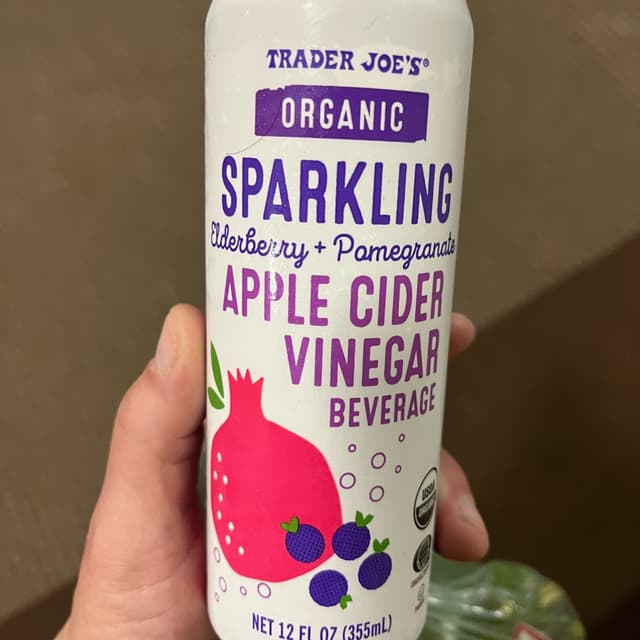 TRADER JOE'S®
ORGANIC
SPARKLING
Elderberry + Pomegranate
APPLE CIDER
VINEGAR
BEVERAGE
USDA
ORGANIC
NET 12 FL OZ (355mL)